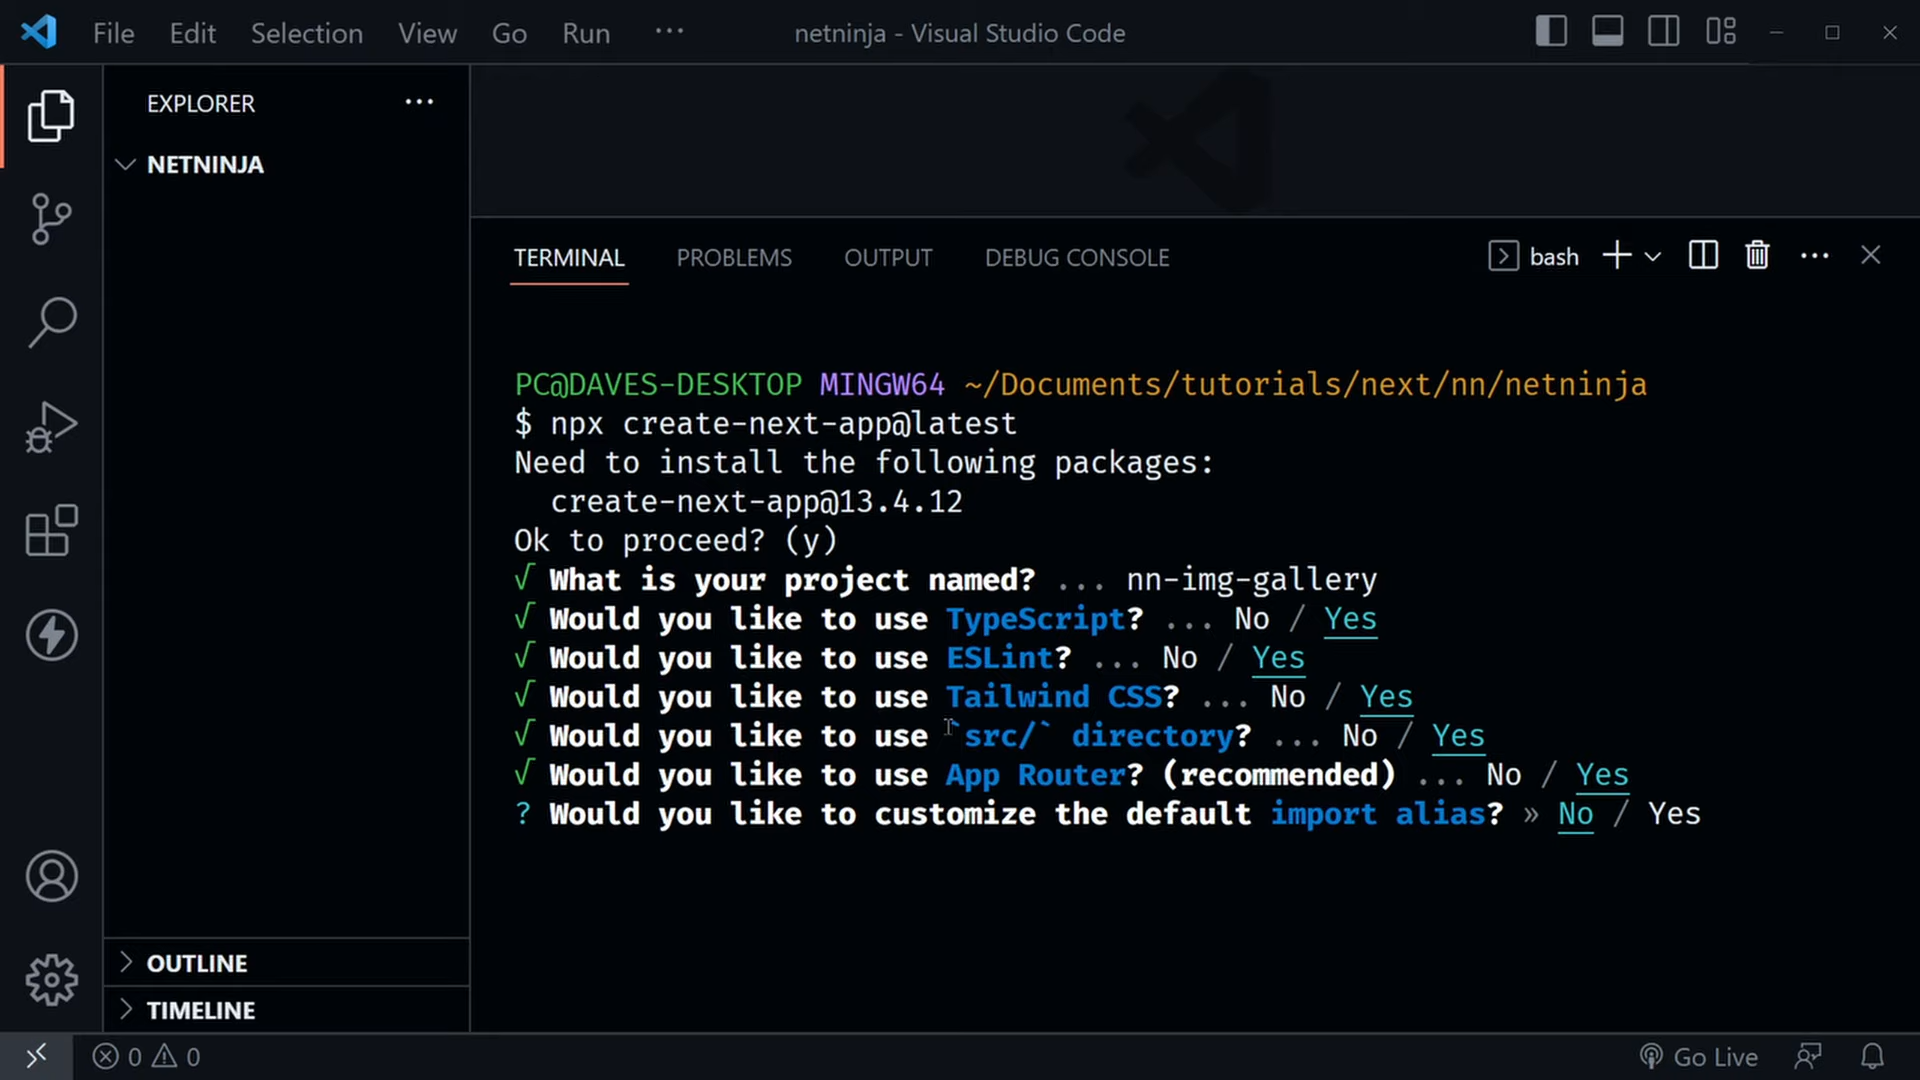 File Edit Selection View Go Run ··· netninja - Visual Studio Code
EXPLORER ···
NETNINJA
TERMINAL PROBLEMS OUTPUT DEBUG CONSOLE bash ···
PC@DAVES-DESKTOP MINGW64 ~/Documents/tutorials/next/nn/netninja
$ npx create-next-app@latest
Need to install the following packages:
create-next-app@13.4.12
Ok to proceed? (y)
√ What is your project named? ... nn-img-gallery
√ Would you like to use TypeScript? ... No / Yes
√ Would you like to use ESLint? ... No / Yes
√ Would you like to use Tailwind CSS? ... No / Yes
√ Would you like to use `src/` directory? ... No / Yes
√ Would you like to use App Router? (recommended) ... No / Yes
? Would you like to customize the default import alias? » No / Yes
OUTLINE
TIMELINE
0 0 Go Live